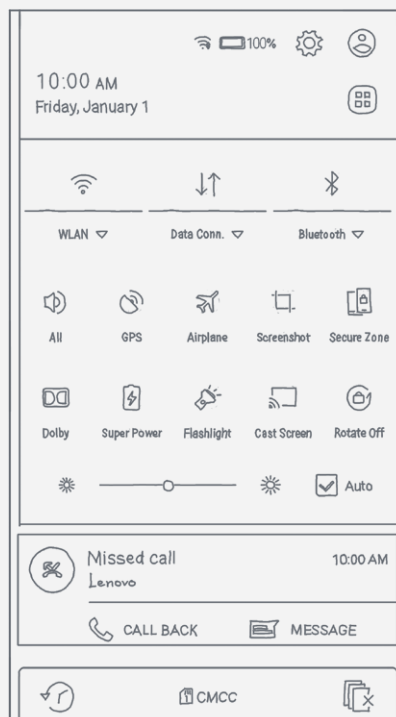 100%
10:00 AM
Friday, January 1
WLAN Data Conn. Bluetooth
All GPS Airplane Screenshot Secure Zone
Dolby Super Power Flashlight Cast Screen Rotate Off
Auto
Missed call 10:00 AM
Lenovo
CALL BACK MESSAGE
CMCC